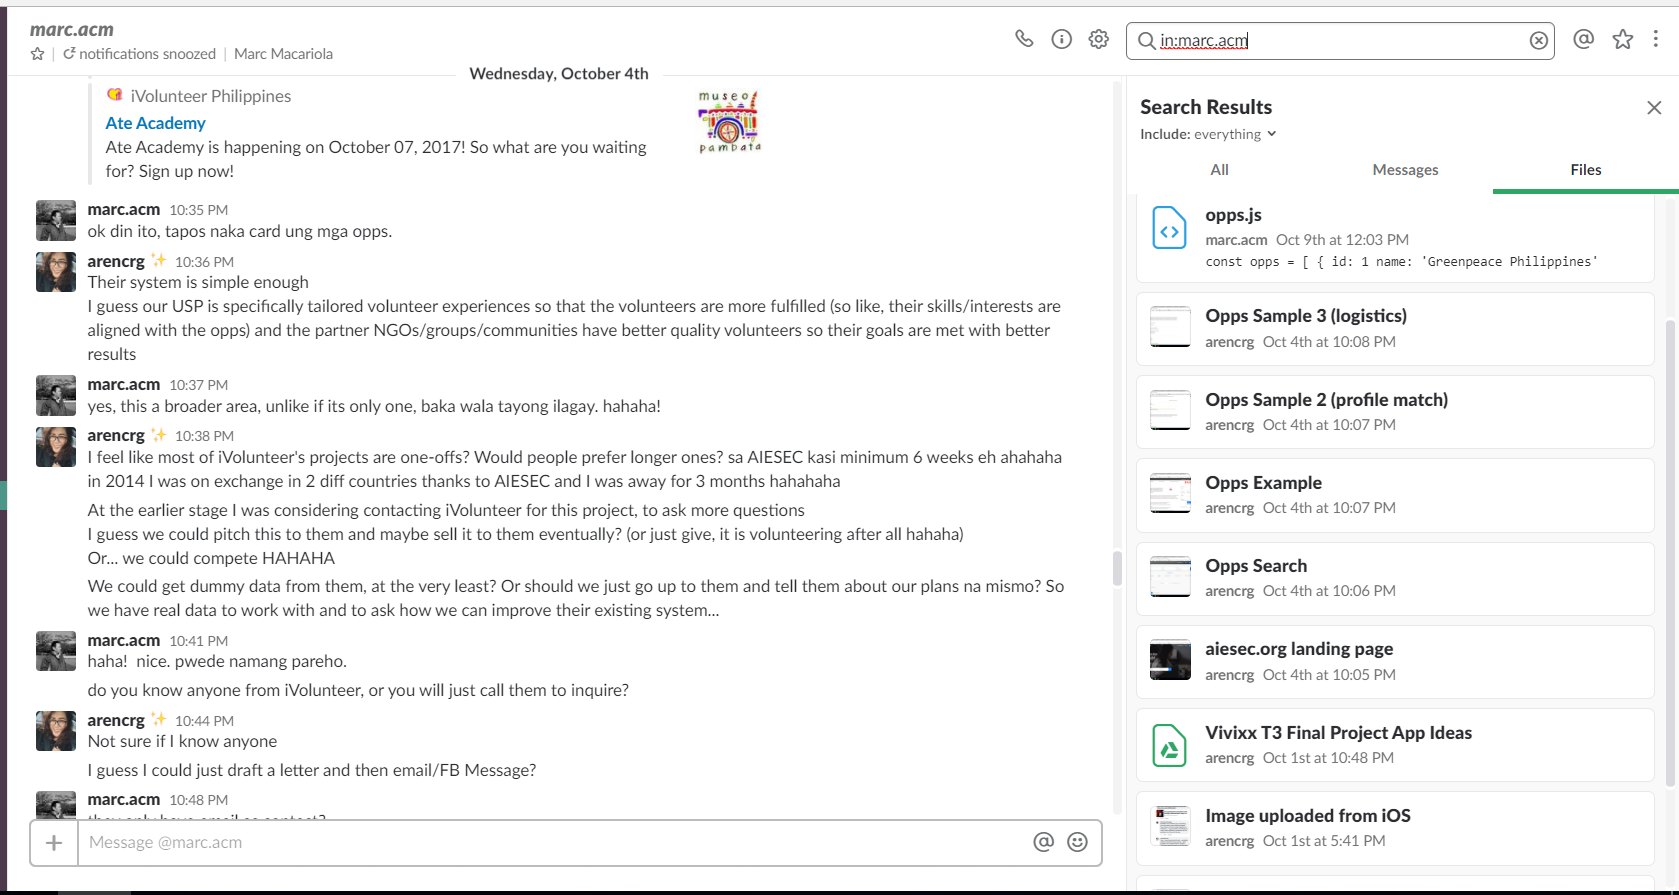 marc.acm
notifications snoozed | Marc Macariola
in:marc.acm
Wednesday, October 4th
iVolunteer Philippines
Ate Academy
Ate Academy is happening on October 07, 2017! So what are you waiting
for? Sign up now!
museo
pambata
marc.acm 10:35 PM
ok din ito, tapos naka card ung mga opps.
arencrg ✨ 10:36 PM
Their system is simple enough
I guess our USP is specifically tailored volunteer experiences so that the volunteers are more fulfilled (so like, their skills/interests are
aligned with the opps) and the partner NGOs/groups/communities have better quality volunteers so their goals are met with better
results
marc.acm 10:37 PM
yes, this a broader area, unlike if its only one, baka wala tayong ilagay. hahaha!
arencrg ✨ 10:38 PM
I feel like most of iVolunteer's projects are one-offs? Would people prefer longer ones? sa AIESEC kasi minimum 6 weeks eh ahahaha
in 2014 I was on exchange in 2 diff countries thanks to AIESEC and I was away for 3 months hahahaha
At the earlier stage I was considering contacting iVolunteer for this project, to ask more questions
I guess we could pitch this to them and maybe sell it to them eventually? (or just give, it is volunteering after all hahaha)
Or... we could compete HAHAHA
We could get dummy data from them, at the very least? Or should we just go up to them and tell them about our plans na mismo? So
we have real data to work with and to ask how we can improve their existing system...
marc.acm 10:41 PM
haha! nice. pwede namang pareho.
do you know anyone from iVolunteer, or you will just call them to inquire?
arencrg ✨ 10:44 PM
Not sure if I know anyone
I guess I could just draft a letter and then email/FB Message?
marc.acm 10:48 PM
they only have email as contact?
Message @marc.acm
Search Results
Include: everything
All Messages Files
opps.js
marc.acm Oct 9th at 12:03 PM
const opps = [ { id: 1 name: 'Greenpeace Philippines'
Opps Sample 3 (logistics)
arencrg Oct 4th at 10:08 PM
Opps Sample 2 (profile match)
arencrg Oct 4th at 10:07 PM
Opps Example
arencrg Oct 4th at 10:07 PM
Opps Search
arencrg Oct 4th at 10:06 PM
aiesec.org landing page
arencrg Oct 4th at 10:05 PM
Vivixx T3 Final Project App Ideas
arencrg Oct 1st at 10:48 PM
Image uploaded from iOS
arencrg Oct 1st at 5:41 PM